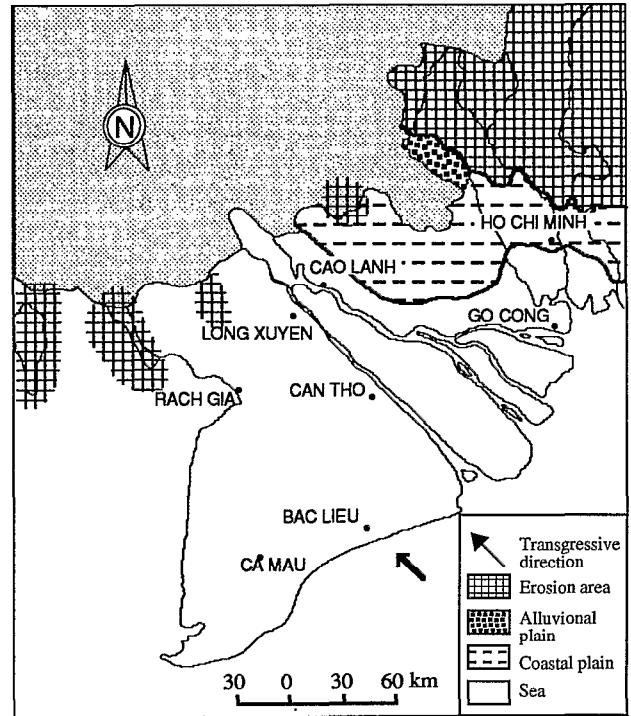 N
HO CHI MINH
CAO LANH
GO CONG
LONG XUYEN
RACH GIA
CAN THO
BAC LIEU
CA MAU
30 0 30 60 km
Transgressive
direction
Erosion area
Alluvional
plain
Coastal plain
Sea